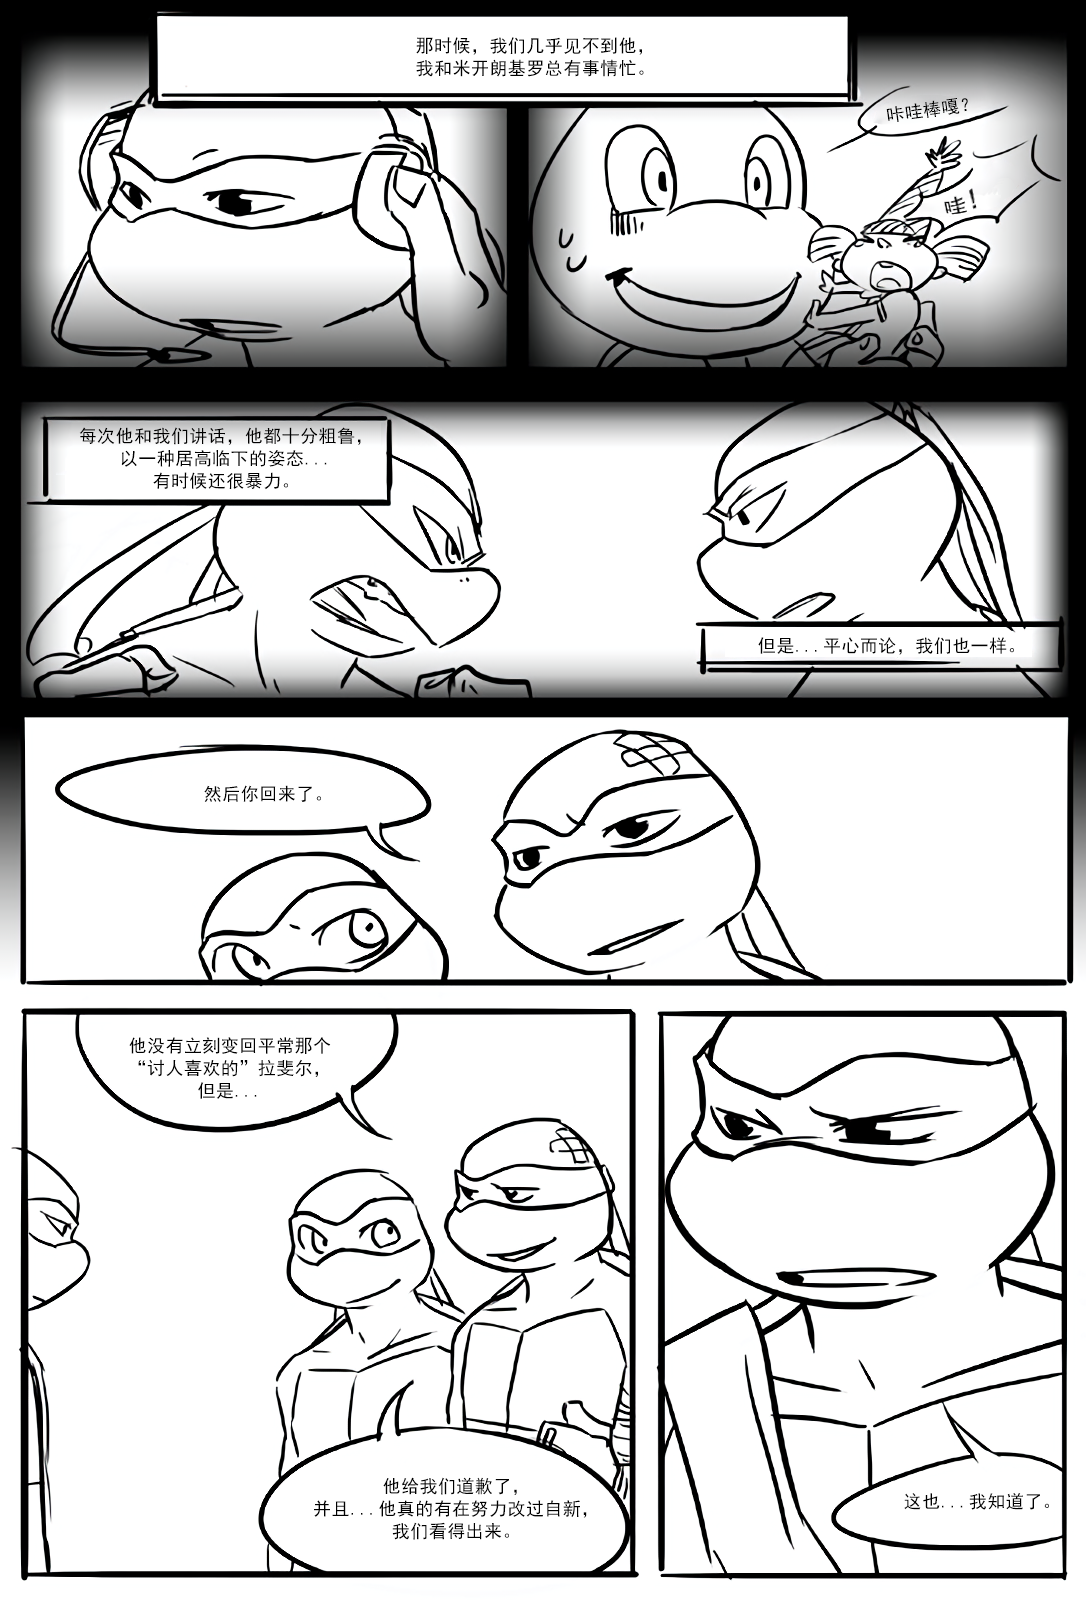 那时候，我们几乎见不到他，
我和米开朗基罗总有事情忙。
咔哇棒嘎？
哇！
每次他和我们讲话，他都十分粗鲁，
以一种居高临下的姿态...
有时候还很暴力。
但是...平心而论，我们也一样。
然后你回来了。
他没有立刻变回平常那个
“讨人喜欢的”拉斐尔，
但是...
他给我们道歉了，
并且...他真的有在努力改过自新，
我们看得出来。
这也...我知道了。